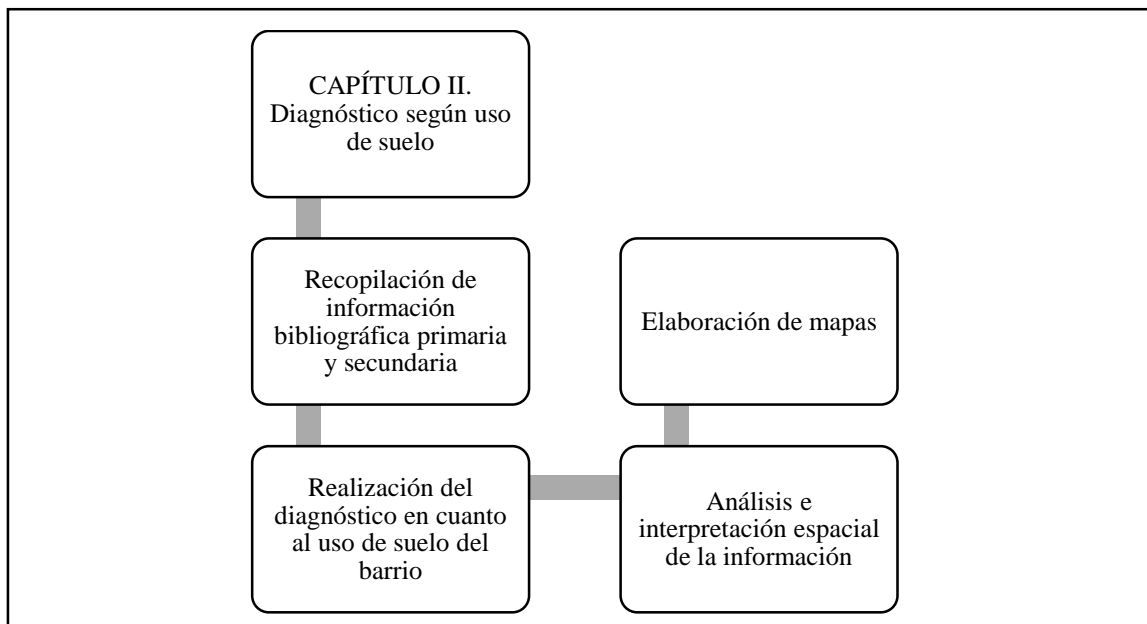 CAPÍTULO II.
Diagnóstico según uso
de suelo
Recopilación de
información
bibliográfica primaria
y secundaria
Realización del
diagnóstico en cuanto
al uso de suelo del
barrio
Análisis e
interpretación espacial
de la información
Elaboración de mapas